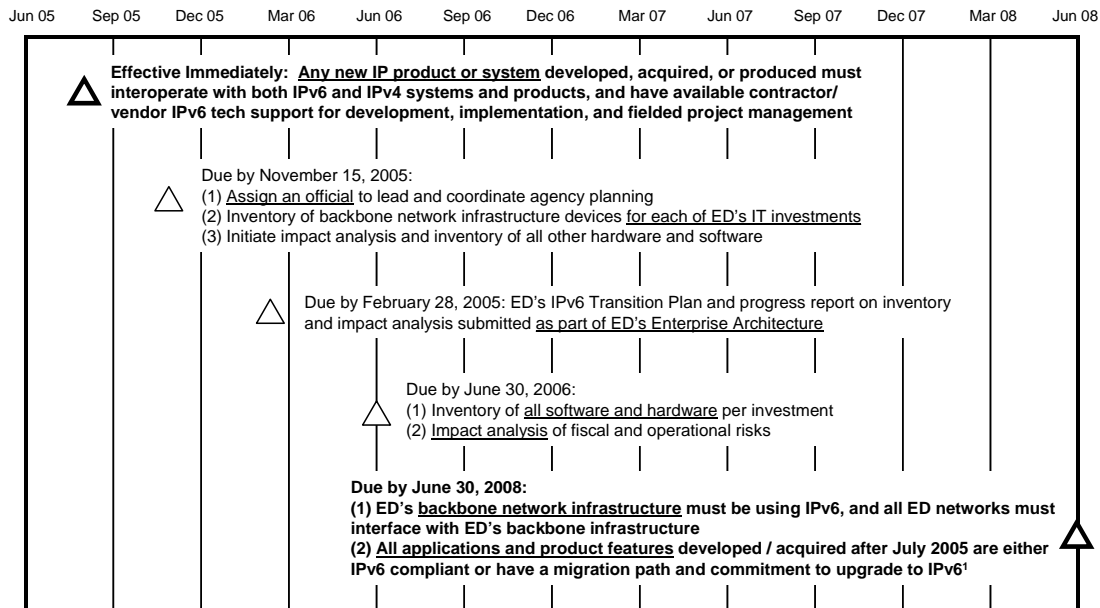 Jun 05 Sep 05 Dec 05 Mar 06 Jun 06 Sep 06 Dec 06 Mar 07 Jun 07 Sep 07 Dec 07 Mar 08 Jun 08
Effective Immediately: Any new IP product or system developed, acquired, or produced must
interoperate with both IPv6 and IPv4 systems and products, and have available contractor/
vendor IPv6 tech support for development, implementation, and fielded project management
Due by November 15, 2005:
(1) Assign an official to lead and coordinate agency planning
(2) Inventory of backbone network infrastructure devices for each of ED's IT investments
(3) Initiate impact analysis and inventory of all other hardware and software
Due by February 28, 2005: ED's IPv6 Transition Plan and progress report on inventory
and impact analysis submitted as part of ED's Enterprise Architecture
Due by June 30, 2006:
(1) Inventory of all software and hardware per investment
(2) Impact analysis of fiscal and operational risks
Due by June 30, 2008:
(1) ED's backbone network infrastructure must be using IPv6, and all ED networks must
interface with ED's backbone infrastructure
(2) All applications and product features developed / acquired after July 2005 are either
IPv6 compliant or have a migration path and commitment to upgrade to IPv6¹